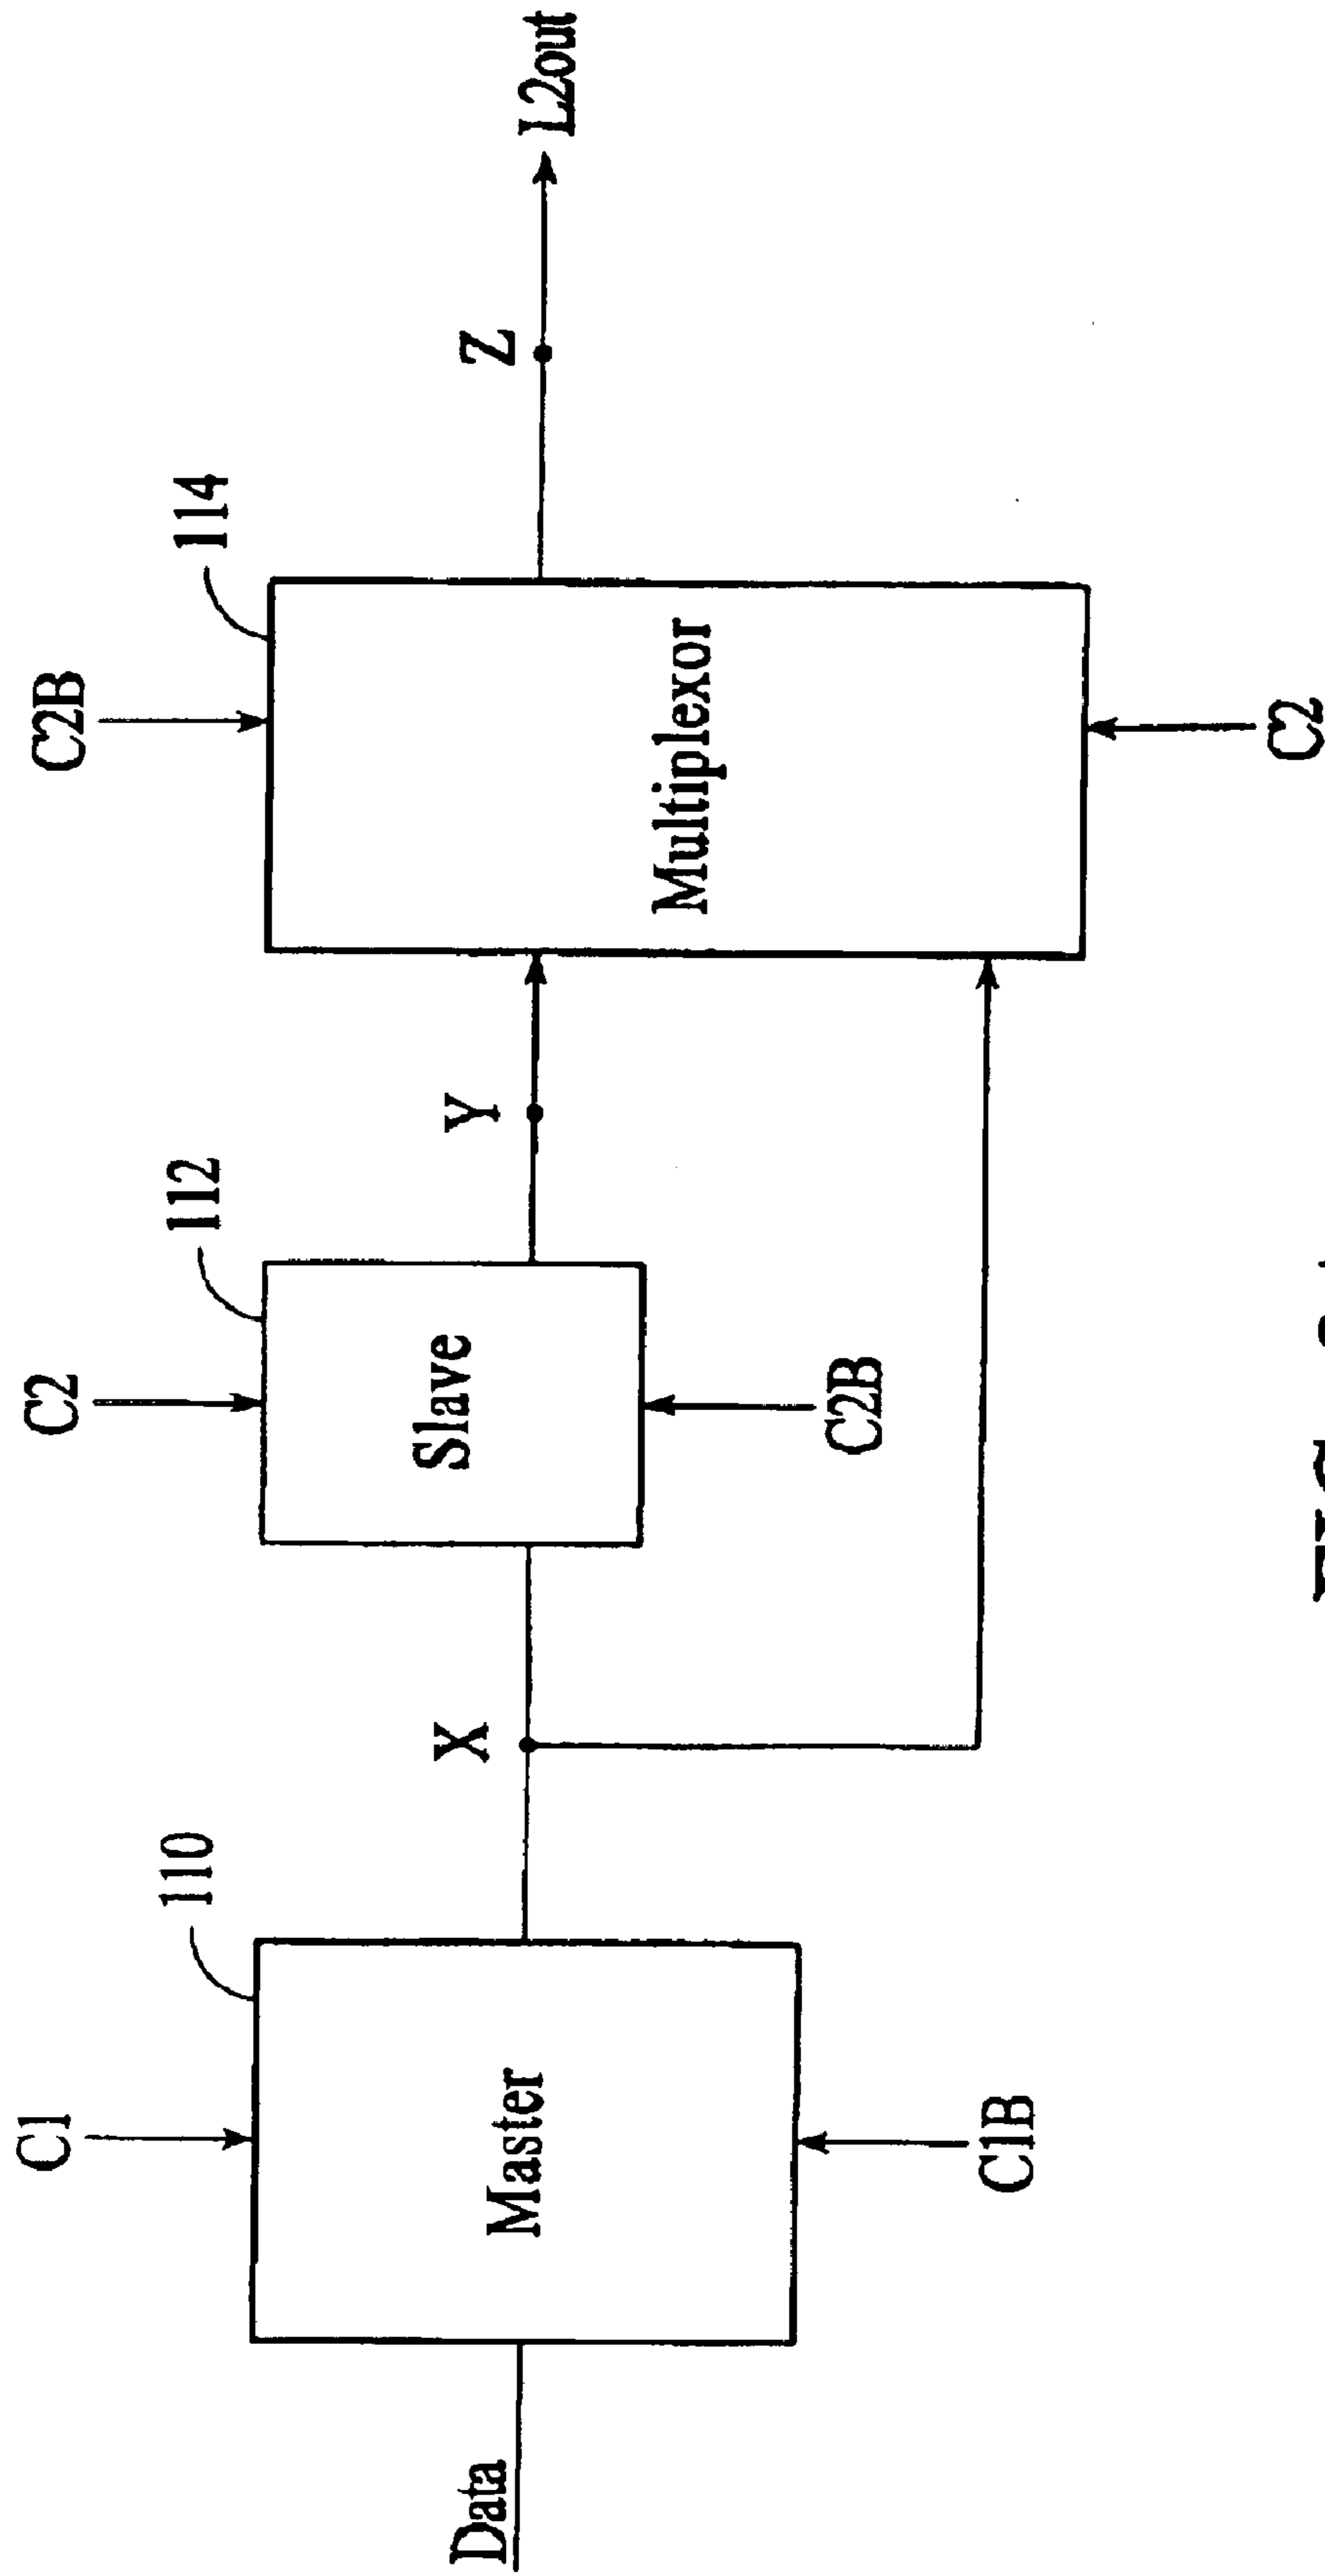 C1
110
Master
C1B
Data
X
C2
112
Slave
C2B
Y
C2B
114
Multiplexor
C2
Z
L2out